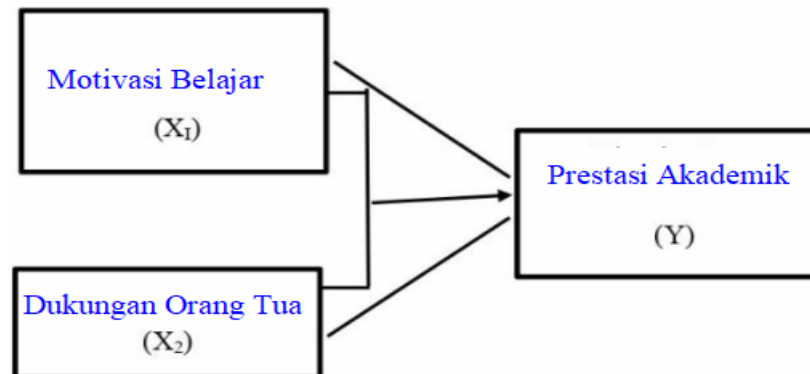 Motivasi Belajar
(X₁)
Prestasi Akademik
(Y)
Dukungan Orang Tua
(X₂)